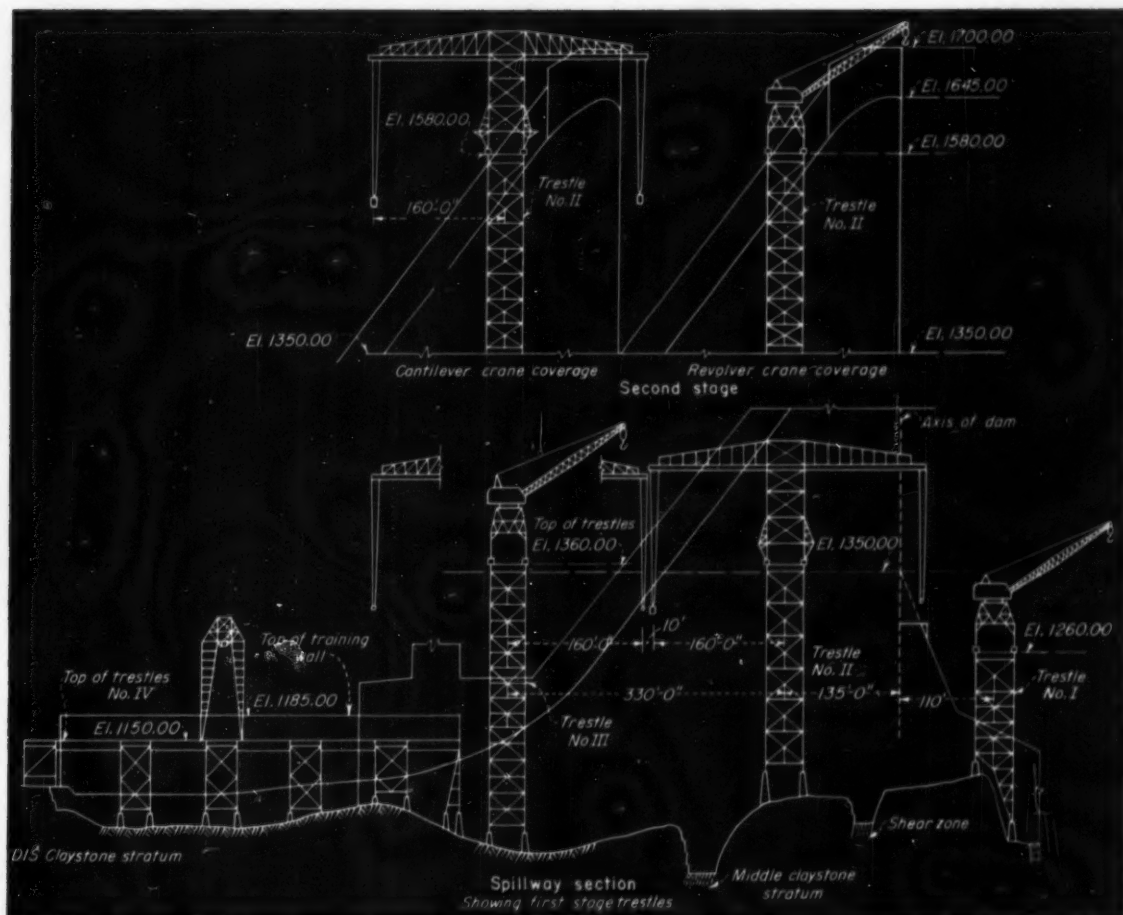 El. 1700.00
El. 1645.00
El. 1580.00
El. 1580.00
160'-0"
Trestle
No. II
Trestle
No. II
El. 1350.00
El. 1350.00
Cantilever crane coverage
Revolver crane coverage
Second stage
Axis of dam
Top of trestles
El. 1360.00
El. 1350.00
El. 1260.00
10'
160'-0"
160'-0"
Top of training
Top of trestles
No. IV
El. 1185.00
El. 1150.00
Trestle
No. II
Trestle
No. I
330'-0"
135'-0"
110'
Trestle
No III
Shear zone
D/S Claystone stratum
Middle claystone
stratum
Spillway section
Showing first stage trestles